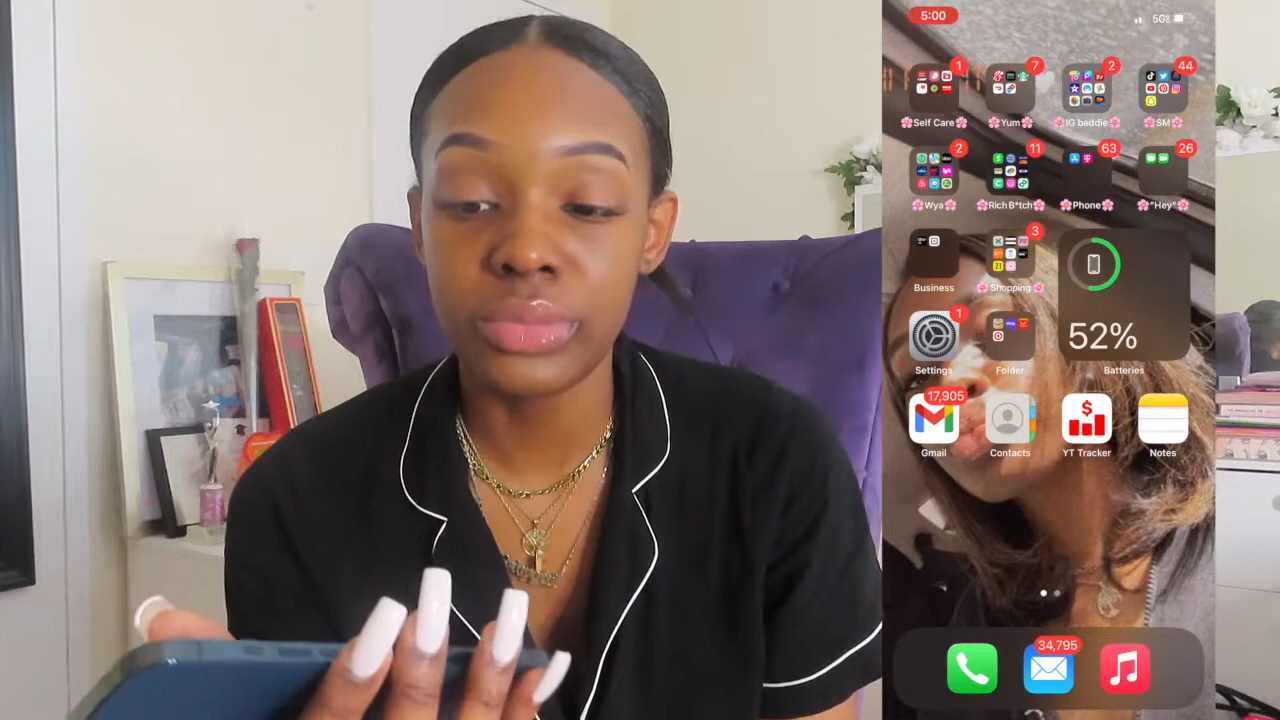 5:00 5G
1 7 2 44
🌸Self Care🌸 🌸Yum🌸 🌸IG baddie🌸 🌸SM🌸
2 11 63 26
🌸Wya🌸 🌸Rich B*tch🌸 🌸Phone🌸 🌸"Hey"🌸
3
Business 🌸 Shopping 🌸
1
52%
Settings Folder Batteries
17,905
$
Gmail Contacts YT Tracker Notes
34,795